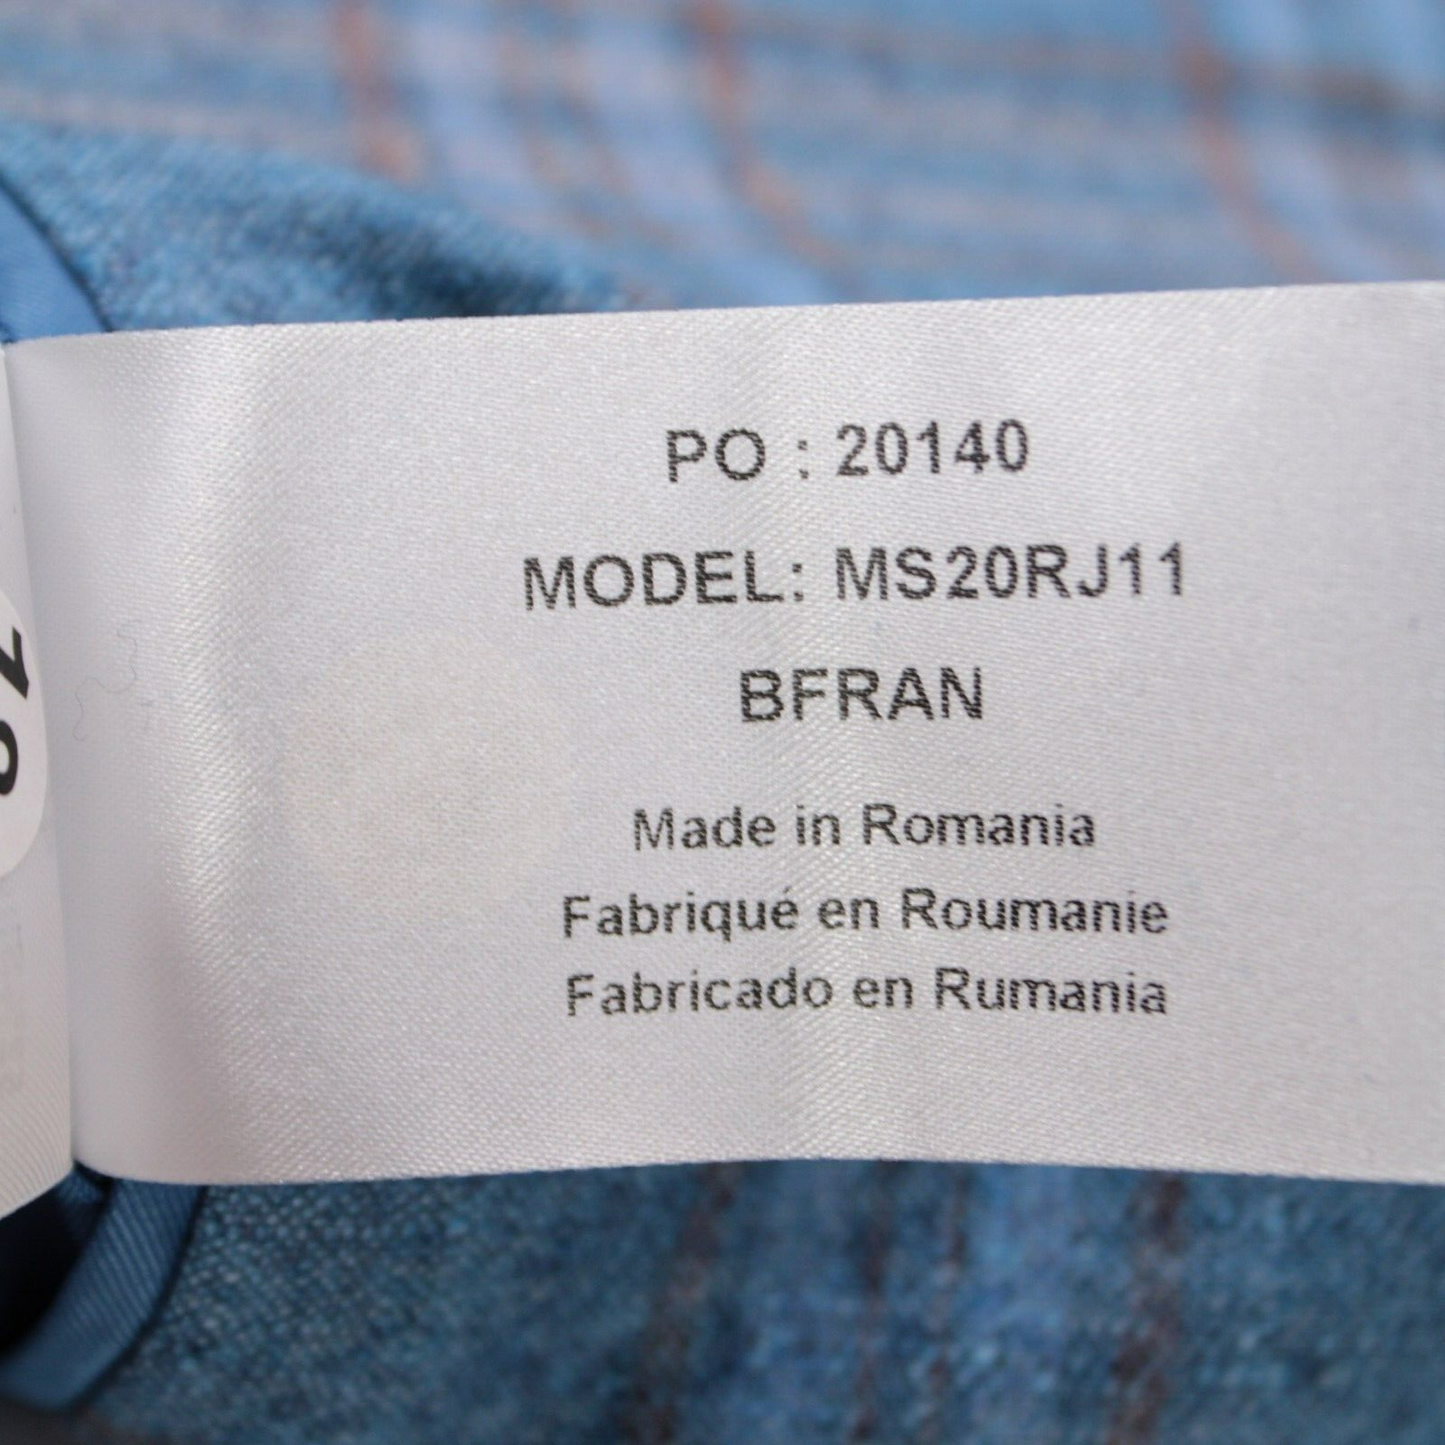 PO : 20140
MODEL: MS20RJ11
BFRAN
Made in Romania
Fabriqué en Roumanie
Fabricado en Rumania